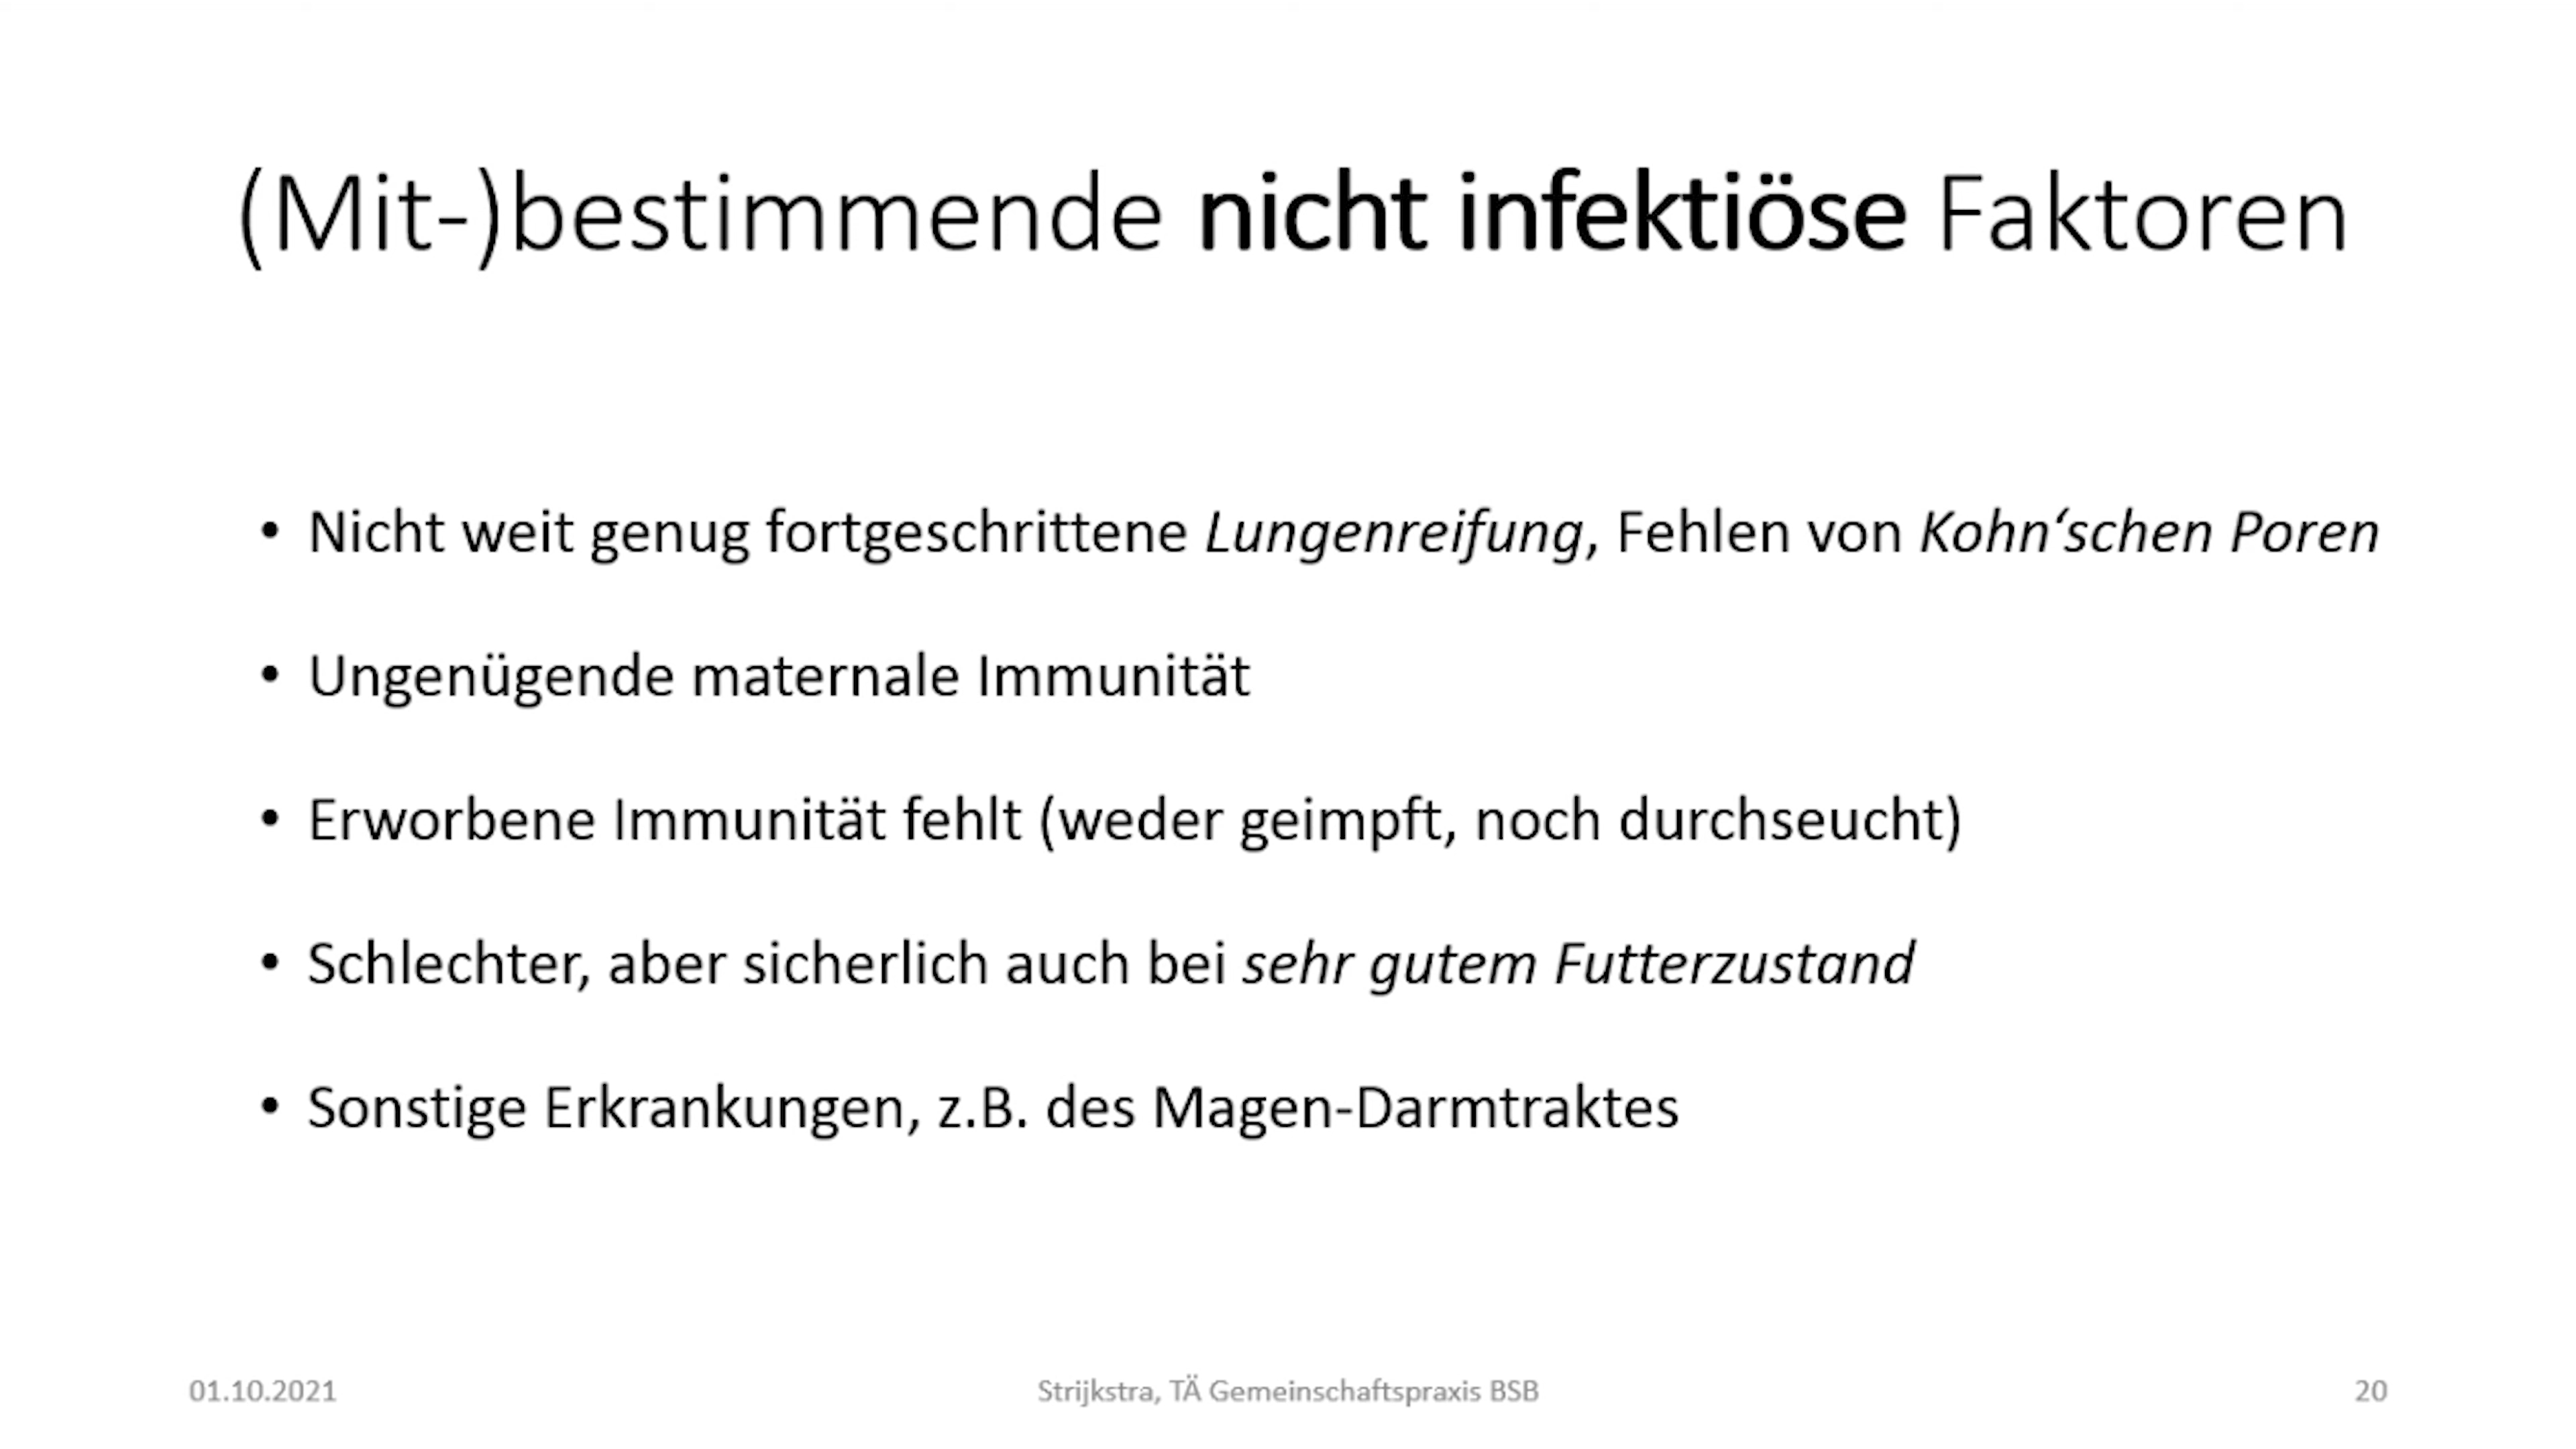 (Mit-)bestimmende nicht infektiöse Faktoren
• Nicht weit genug fortgeschrittene Lungenreifung, Fehlen von Kohn‘schen Poren
• Ungenügende maternale Immunität
• Erworbene Immunität fehlt (weder geimpft, noch durchseucht)
• Schlechter, aber sicherlich auch bei sehr gutem Futterzustand
• Sonstige Erkrankungen, z.B. des Magen-Darmtraktes
01.10.2021
Strijkstra, TÄ Gemeinschaftspraxis BSB
20